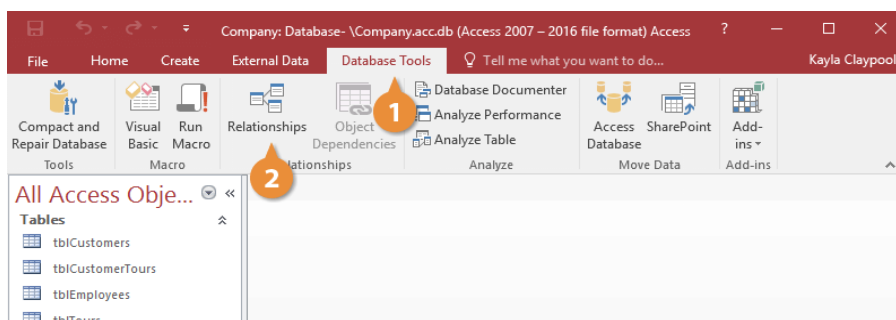 Company: Database- \Company.acc.db (Access 2007 – 2016 file format) Access ?
File Home Create External Data Database Tools Tell me what you want to do... Kayla Claypool
1
2
Compact and
Repair Database
Visual
Basic
Run
Macro
Relationships
Object
Dependencies
Database Documenter
Analyze Performance
Analyze Table
Access
Database
SharePoint
Add-
ins
Tools Macro Relationships Analyze Move Data Add-ins
All Access Obje... «
Tables
tblCustomers
tblCustomerTours
tblEmployees
tblTours